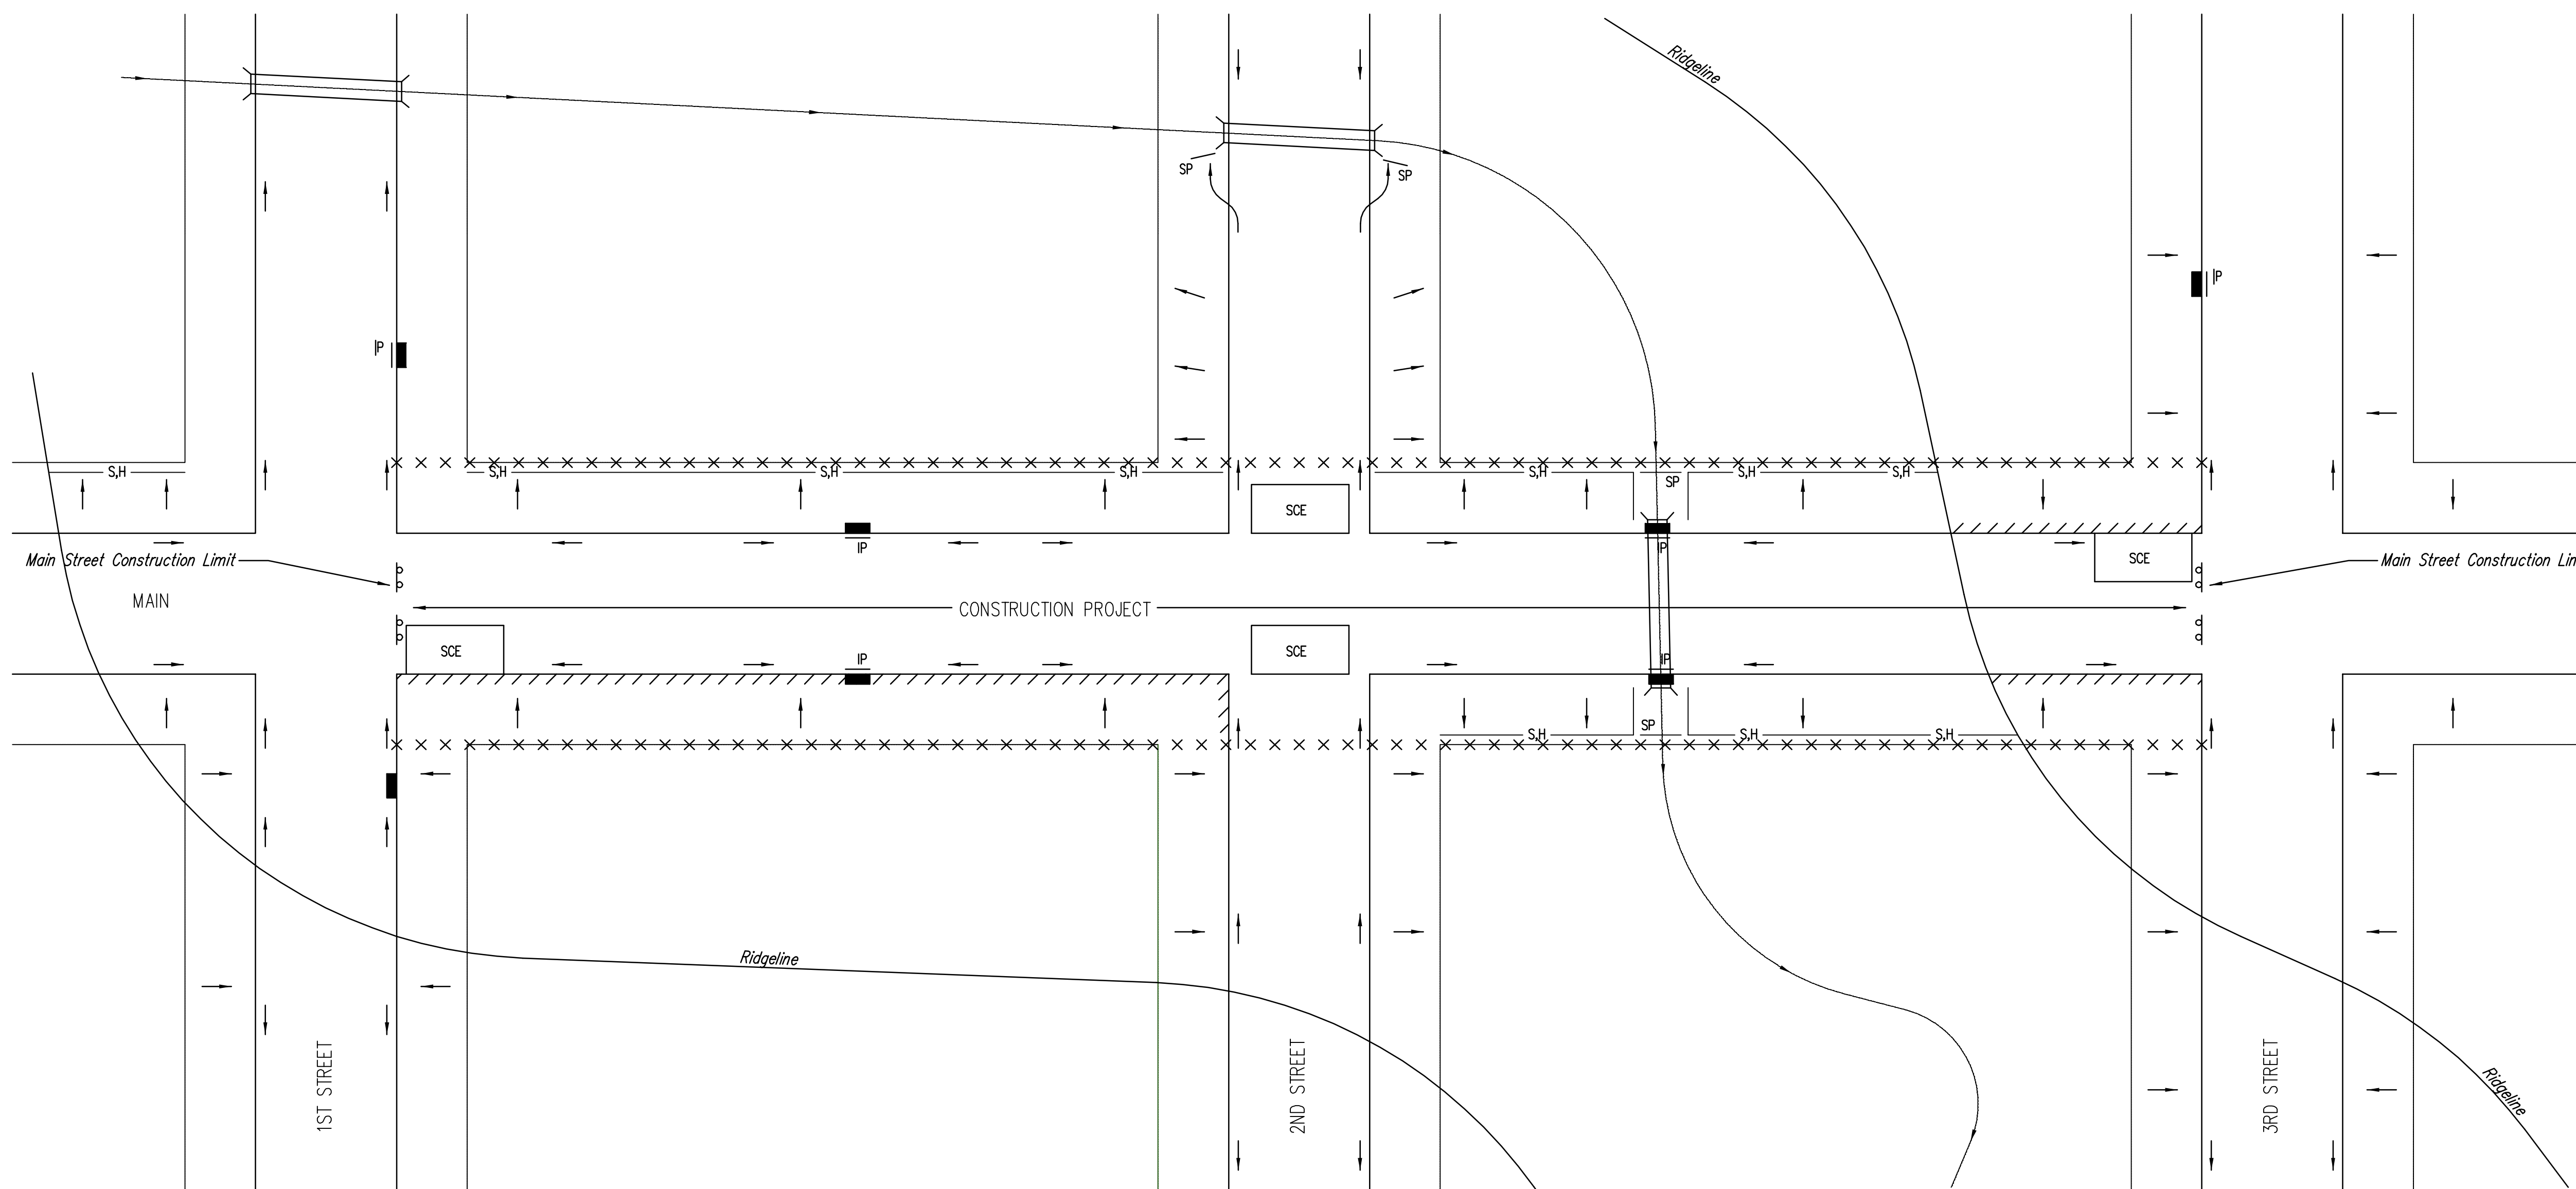 Ridgeline
SP
SP
IP
IP
S,H
S,H
S,H
S,H
S,H
SP
S,H
S,H
SCE
IP
IP
SCE
Main Street Construction Limit
Main Street Construction Lim
MAIN
CONSTRUCTION PROJECT
SCE
IP
SCE
IP
SP
S,H
S,H
S,H
Ridgeline
1ST STREET
2ND STREET
3RD STREET
Ridgeline